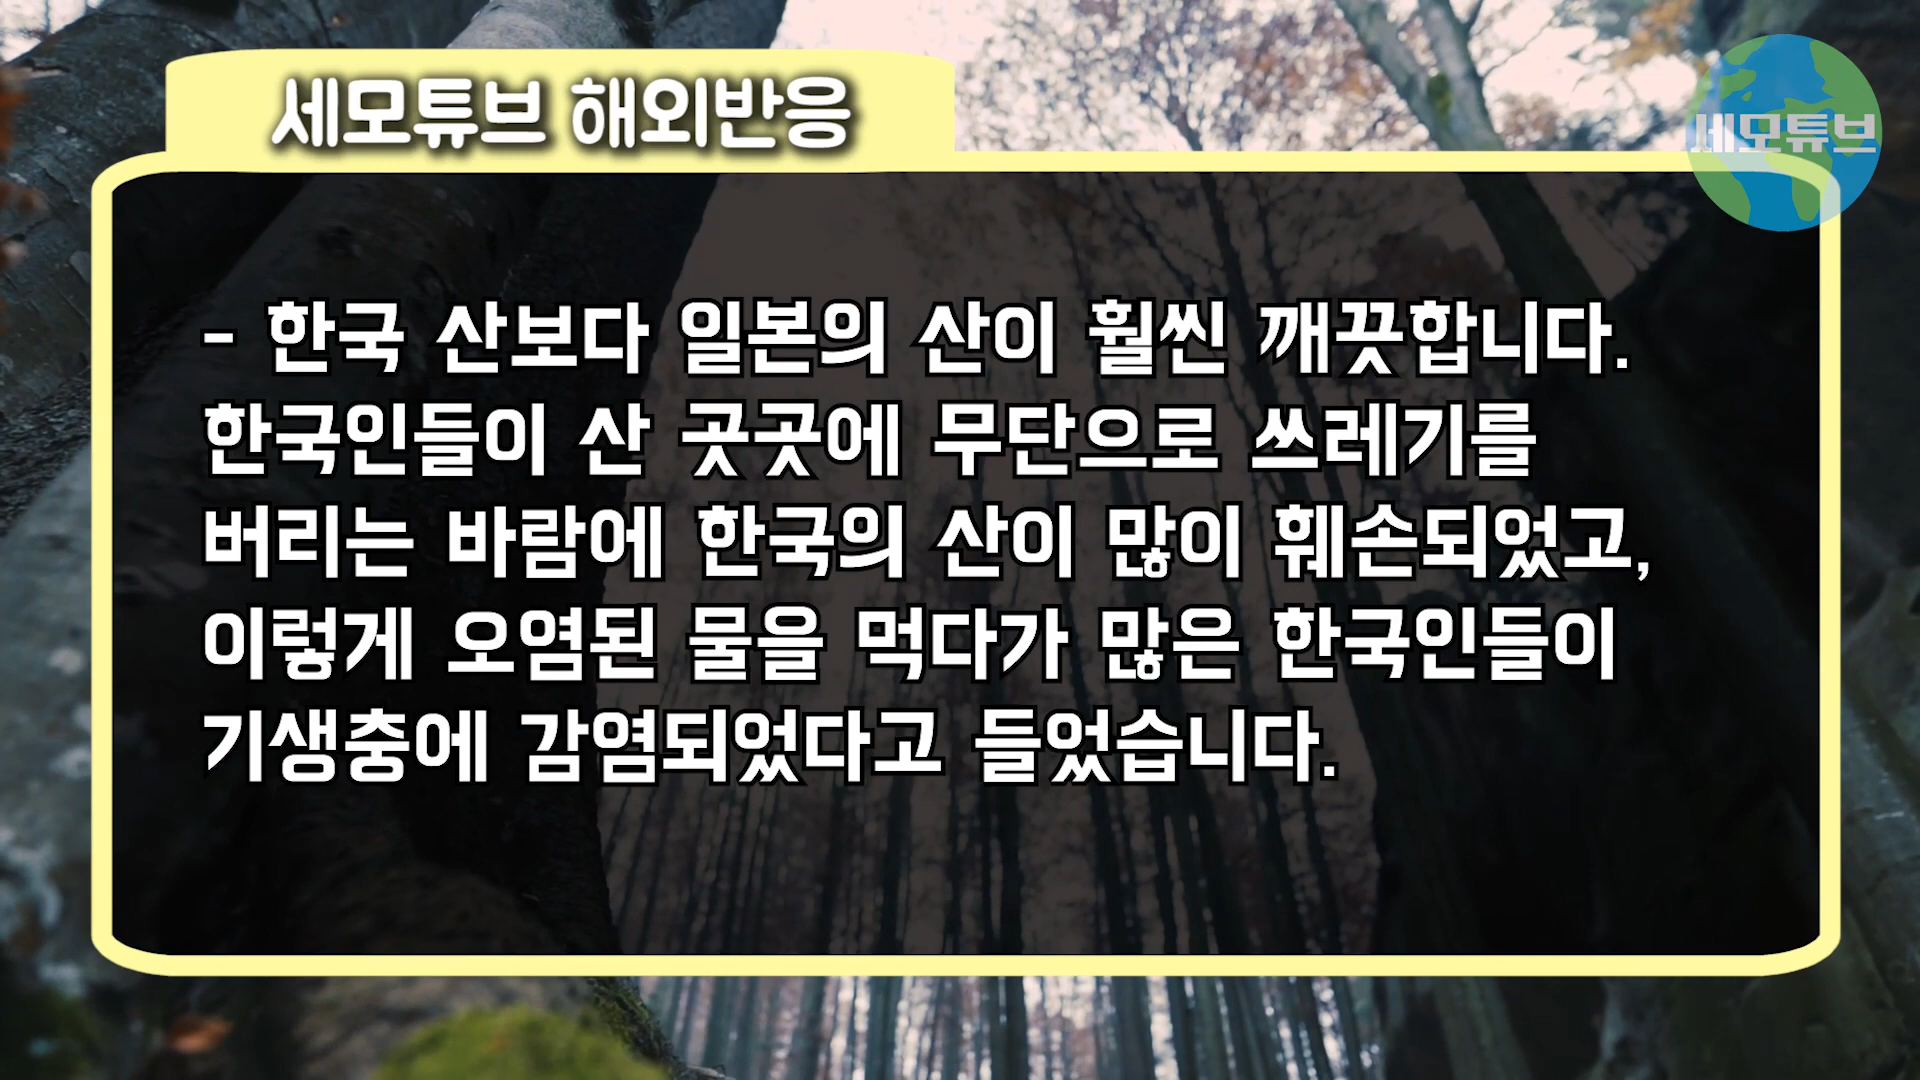 세모튜브 해외반응
세모튜브
- 한국 산보다 일본의 산이 훨씬 깨끗합니다.
한국인들이 산 곳곳에 무단으로 쓰레기를
버리는 바람에 한국의 산이 많이 훼손되었고,
이렇게 오염된 물을 먹다가 많은 한국인들이
기생충에 감염되었다고 들었습니다.